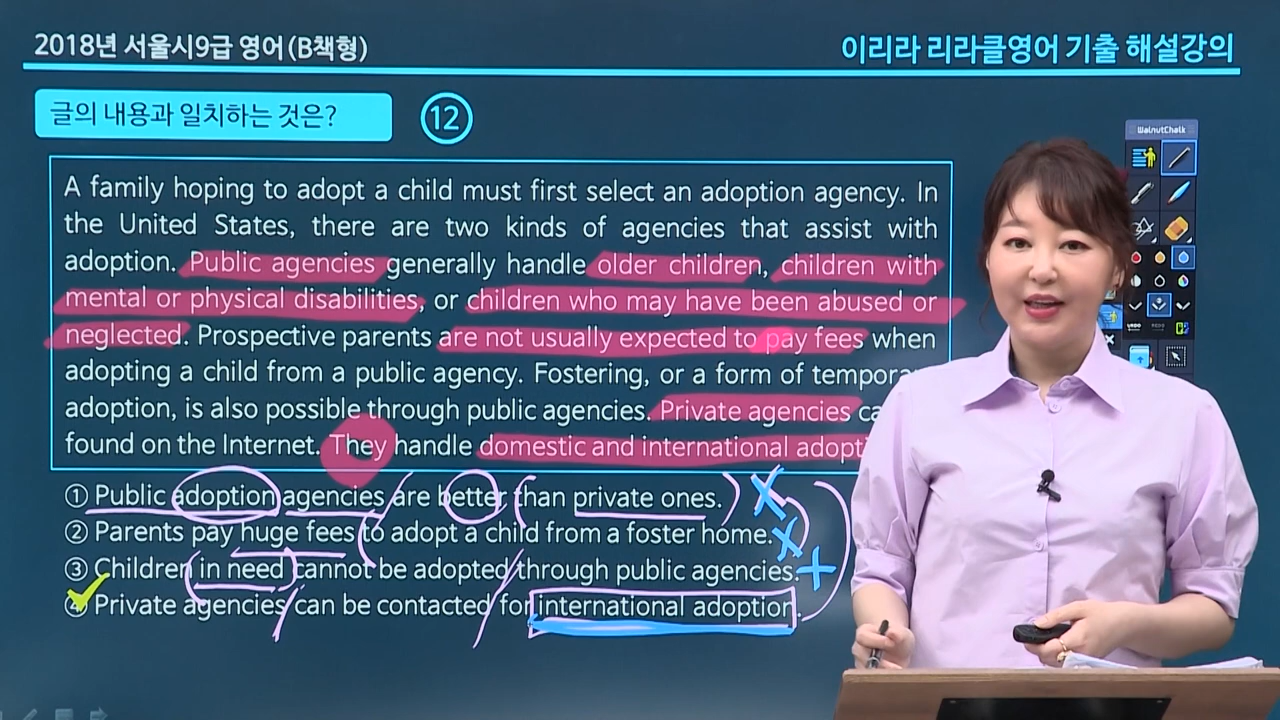 2018년 서울시9급 영어(B책형)
이리라 리라클영어 기출 해설강의
글의 내용과 일치하는 것은?
12
WalnutChalk
A family hoping to adopt a child must first select an adoption agency. In
the United States, there are two kinds of agencies that assist with
adoption. Public agencies generally handle older children, children with
mental or physical disabilities, or children who may have been abused or
neglected. Prospective parents are not usually expected to pay fees when
adopting a child from a public agency. Fostering, or a form of tempora
adoption, is also possible through public agencies. Private agencies ca
found on the Internet. They handle domestic and international adopti
① Public adoption agencies are better than private ones.
② Parents pay huge fees to adopt a child from a foster home.
③ Children in need cannot be adopted through public agencies.
④ Private agencies can be contacted for international adoption.